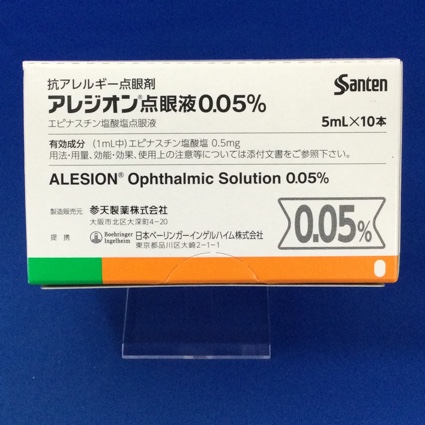 Santen
抗アレルギー点眼剤
アレジオン®点眼液0.05%
エピナスチン塩酸塩点眼液
5mL×10本
有効成分 (1mL中)エピナスチン塩酸塩 0.5mg
用法・用量、効能・効果、使用上の注意等については添付文書をご参照下さい。
ALESION® Ophthalmic Solution 0.05%
製造販売元 参天製薬株式会社
大阪市北区大深町4-20
提携 Boehringer Ingelheim 日本ベーリンガーインゲルハイム株式会社
東京都品川区大崎2-1-1
0.05%